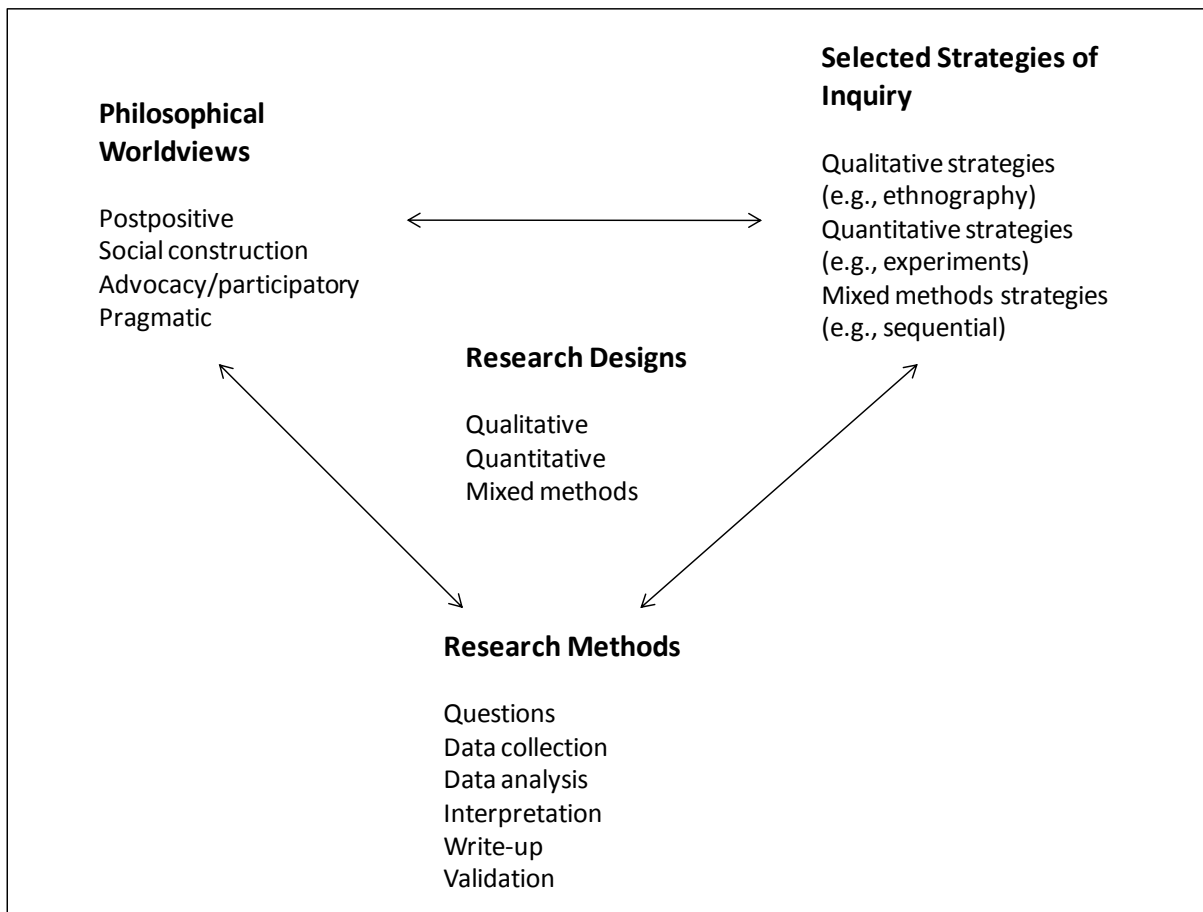 Philosophical
Worldviews
Postpositive
Social construction
Advocacy/participatory
Pragmatic
Selected Strategies of
Inquiry
Qualitative strategies
(e.g., ethnography)
Quantitative strategies
(e.g., experiments)
Mixed methods strategies
(e.g., sequential)
Research Designs
Qualitative
Quantitative
Mixed methods
Research Methods
Questions
Data collection
Data analysis
Interpretation
Write-up
Validation